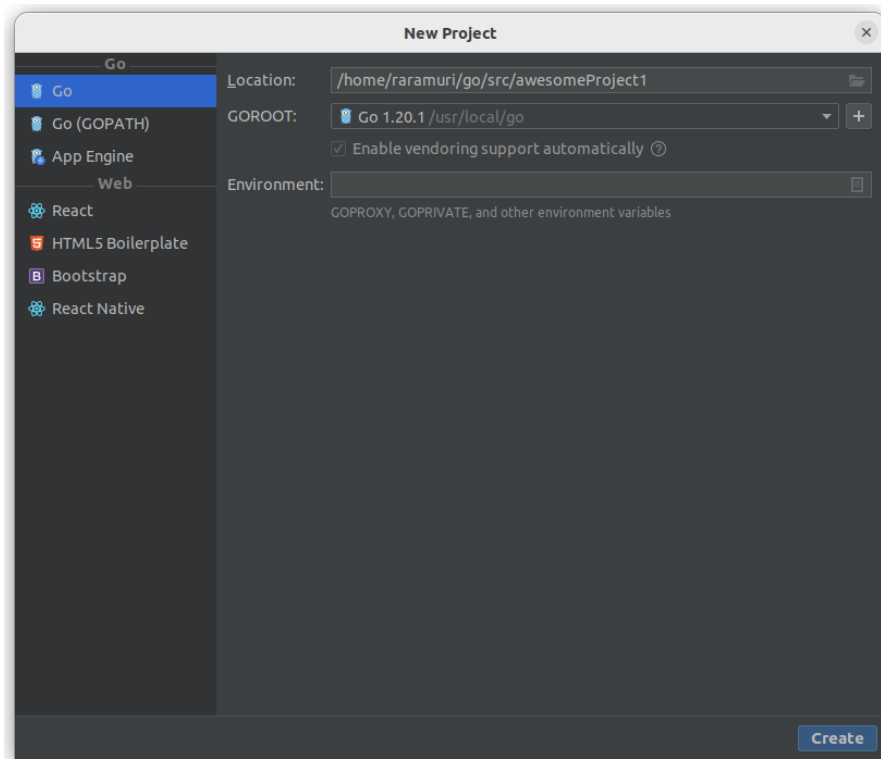 New Project
Go
Go
Go (GOPATH)
App Engine
Web
React
HTML5 Boilerplate
Bootstrap
React Native
Location: /home/raramuri/go/src/awesomeProject1
GOROOT: Go 1.20.1 /usr/local/go
Enable vendoring support automatically
Environment:
GOPROXY, GOPRIVATE, and other environment variables
Create